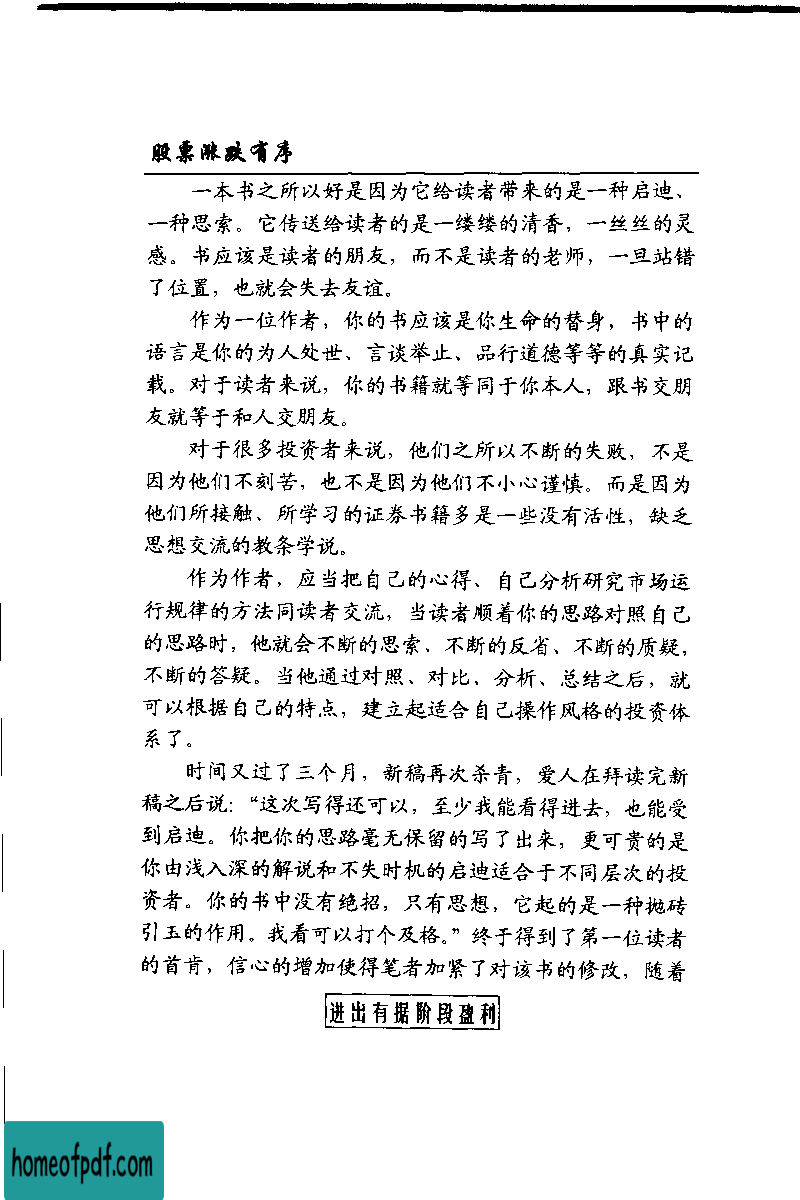 股票涨跌有序
一本书之所以好是因为它给读者带来的是一种启迪、
一种思索。它传送给读者的是一缕缕的清香，一丝丝的灵
感。书应该是读者的朋友，而不是读者的老师，一旦站错
了位置，也就会失去友谊。
作为一位作者，你的书应该是你生命的替身，书中的
语言是你的为人处世、言谈举止、品行道德等等的真实记
载。对于读者来说，你的书籍就等同于你本人，跟书交朋
友就等于和人交朋友。
对于很多投资者来说，他们之所以不断的失败，不是
因为他们不刻苦，也不是因为他们不小心谨慎。而是因为
他们所接触、所学习的证券书籍多是一些没有活性，缺乏
思想交流的教条学说。
作为作者，应当把自己的心得、自己分析研究市场运
行规律的方法同读者交流，当读者顺着你的思路对照自己
的思路时，他就会不断的思索、不断的反省、不断的质疑，
不断的答疑。当他通过对照、对比、分析、总结之后，就
可以根据自己的特点，建立起适合自己操作风格的投资体
系了。
时间又过了三个月，新稿再次杀青，爱人在拜读完新
稿之后说：“这次写得还可以，至少我能看得进去，也能受
到启迪。你把你的思路毫无保留的写了出来，更可贵的是
你由浅入深的解说和不失时机的启迪适合于不同层次的投
资者。你的书中没有绝招，只有思想，它起的是一种抛砖
引玉的作用。我看可以打个及格。”终于得到了第一位读者
的首肯，信心的增加使得笔者加紧了对该书的修改，随着
进出有据阶段盈利
homeofpdf.com